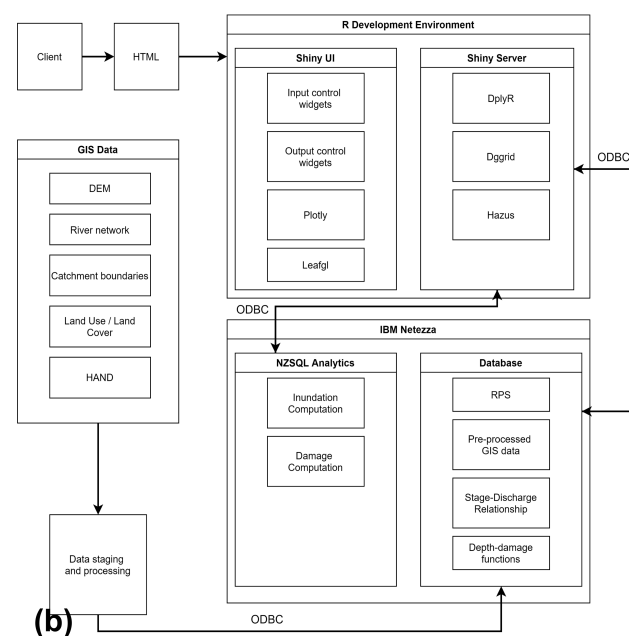 R Development Environment
Client
HTML
Shiny UI
Input control
widgets
Output control
widgets
Plotly
Leafgl
Shiny Server
DplyR
Dggrid
Hazus
ODBC
GIS Data
DEM
River network
Catchment boundaries
Land Use / Land
Cover
HAND
ODBC
IBM Netezza
NZSQL Analytics
Inundation
Computation
Damage
Computation
Database
RPS
Pre-processed
GIS data
Stage-Discharge
Relationship
Depth-damage
functions
Data staging
and processing
(b)
ODBC